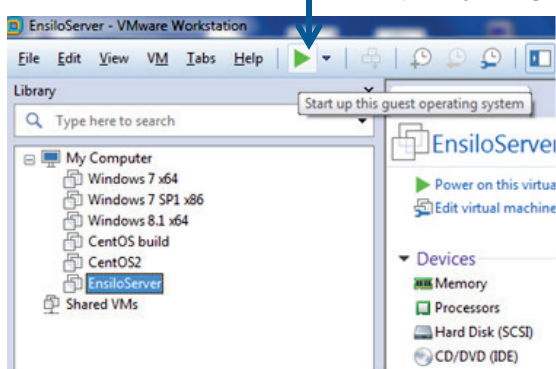 EnsiloServer - VMware Workstation
File Edit View VM Tabs Help
Library
Start up this guest operating system
Type here to search
EnsiloServer
My Computer
Power on this virtua
Windows 7 x64
Edit virtual machine
Windows 7 SP1 x86
Windows 8.1 x64
CentOS build
Devices
CentOS2
Memory
EnsiloServer
Processors
Shared VMs
Hard Disk (SCSI)
CD/DVD (IDE)